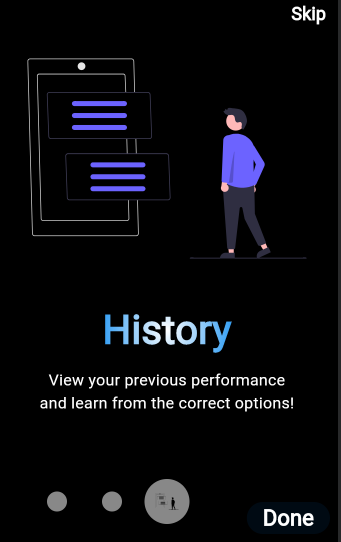 Skip
History
View your previous performance
and learn from the correct options!
Done